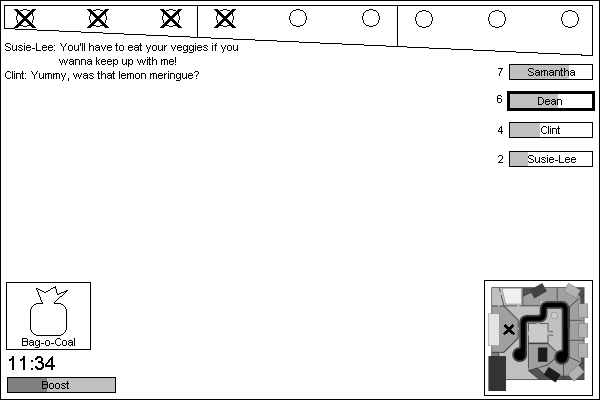 Susie-Lee: You'll have to eat your veggies if you
wanna keep up with me!
Clint: Yummy, was that lemon meringue?
7 Samantha
6 Dean
4 Clint
2 Susie-Lee
Bag-o-Coal
11:34
Boost